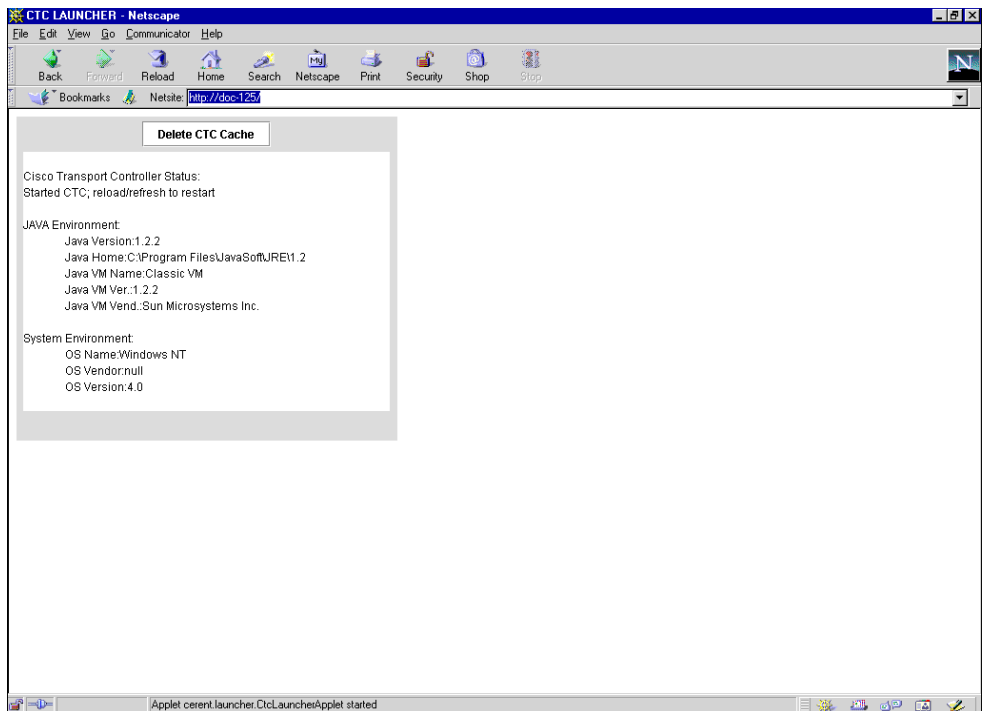 CTC LAUNCHER - Netscape
File Edit View Go Communicator Help
Back Forward Reload Home Search Netscape Print Security Shop Stop
My
N
Bookmarks Netsite: http://doc-125/
Delete CTC Cache
Cisco Transport Controller Status:
Started CTC; reload/refresh to restart
JAVA Environment:
Java Version:1.2.2
Java Home:C:\Program Files\JavaSoft\JRE\1.2
Java VM Name:Classic VM
Java VM Ver.:1.2.2
Java VM Vend.:Sun Microsystems Inc.
System Environment:
OS Name:Windows NT
OS Vendor:null
OS Version:4.0
Applet cerent.launcher.CtcLauncherApplet started